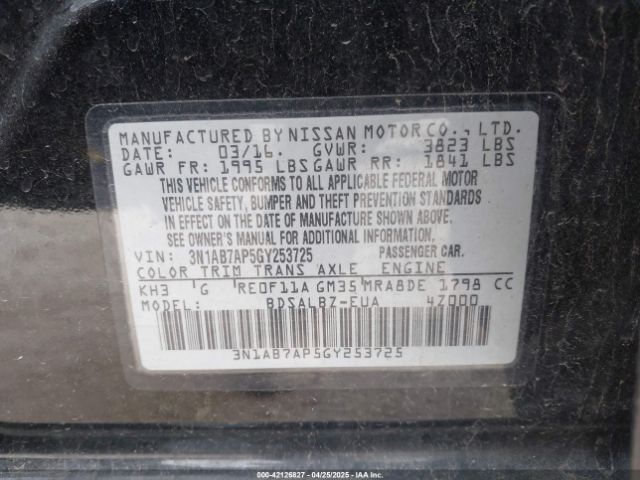 MANUFACTURED BY NISSAN MOTOR CO., LTD.
DATE: 03/16. GVWR: 3823 LBS
GAWR FR: 1995 LBS GAWR RR: 1841 LBS
THIS VEHICLE CONFORMS TO ALL APPLICABLE FEDERAL MOTOR
VEHICLE SAFETY, BUMPER AND THEFT PREVENTION STANDARDS
IN EFFECT ON THE DATE OF MANUFACTURE SHOWN ABOVE.
SEE OWNER'S MANUAL FOR ADDITIONAL INFORMATION.
VIN: 3N1AB7AP5GY253725 PASSENGER CAR.
COLOR TRIM TRANS AXLE ENGINE
KH3 G RE0F11A GM35 MRA8DE 1798 CC
MODEL: BDSALBZ-EUA 4Z000
3N1AB7AP5GY253725
000-42126827 - 04/25/2025 - IAA Inc.